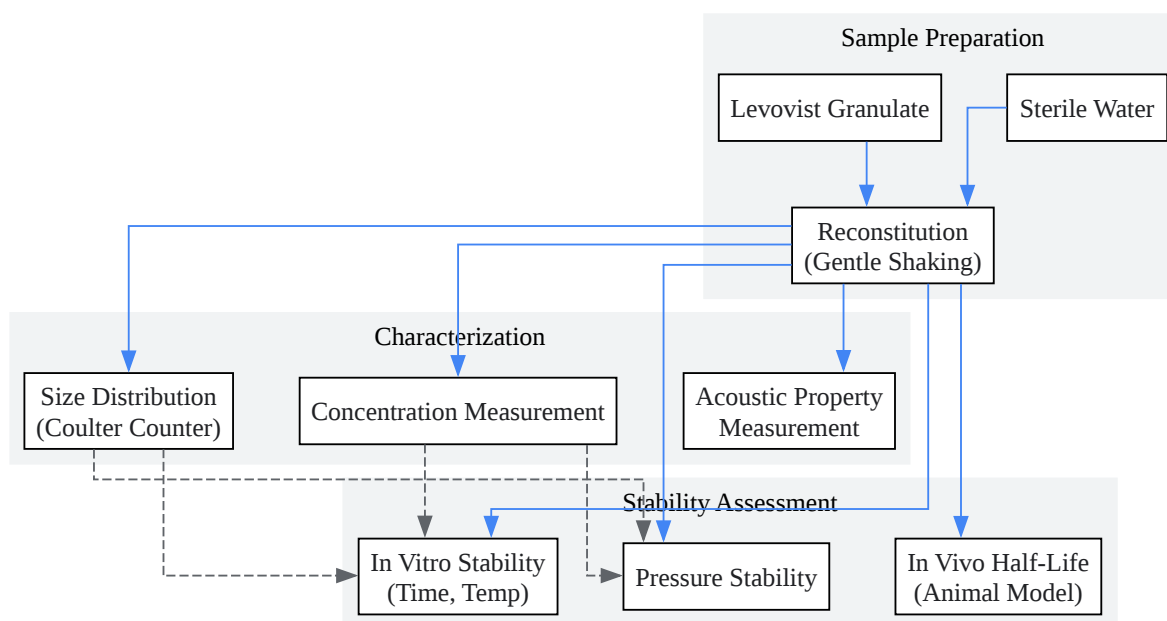 Sample Preparation
Levovist Granulate
Sterile Water
Reconstitution
(Gentle Shaking)
Characterization
Size Distribution
(Coulter Counter)
Concentration Measurement
Acoustic Property
Measurement
Stability Assessment
In Vitro Stability
(Time, Temp)
Pressure Stability
In Vivo Half-Life
(Animal Model)